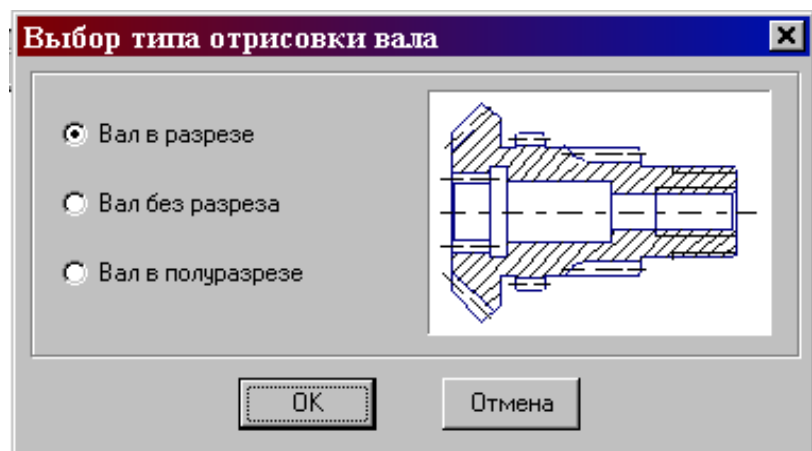 Выбор типа отрисовки вала
Вал в разрезе
Вал без разреза
Вал в полуразрезе
OK
Отмена